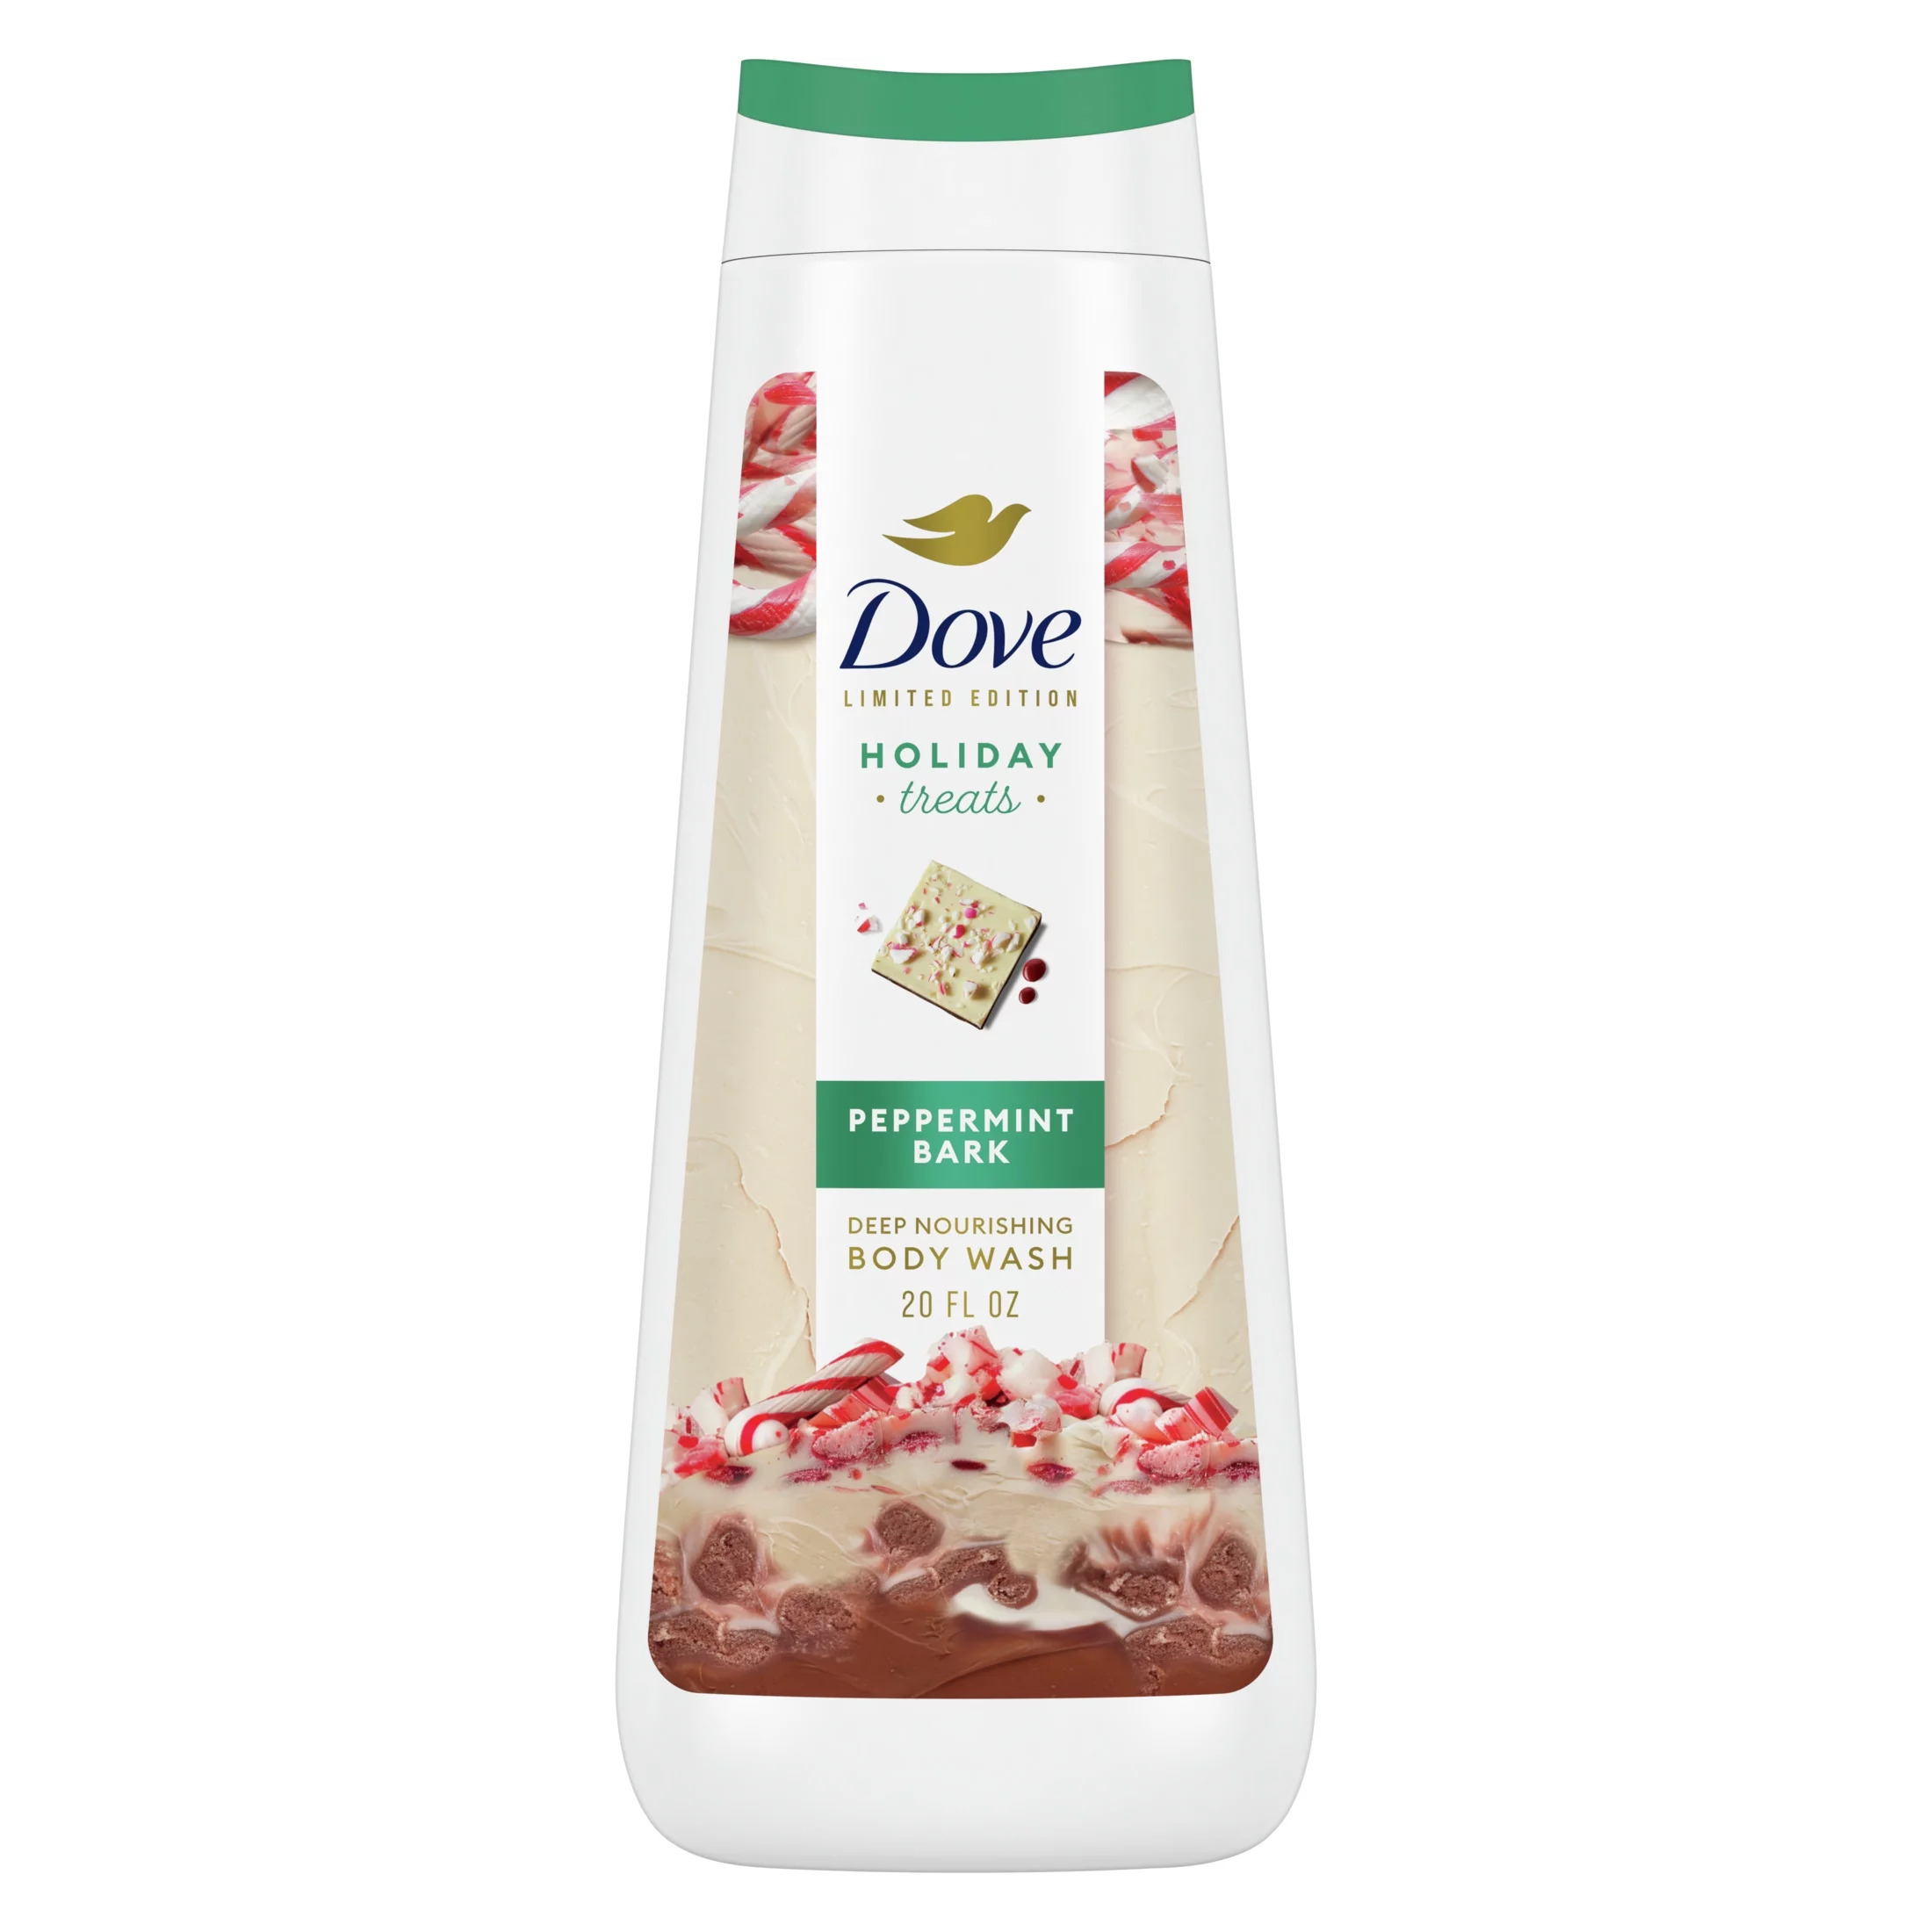 Dove
LIMITED EDITION
HOLIDAY
• treats •
PEPPERMINT
BARK
DEEP NOURISHING
BODY WASH
20 FL OZ